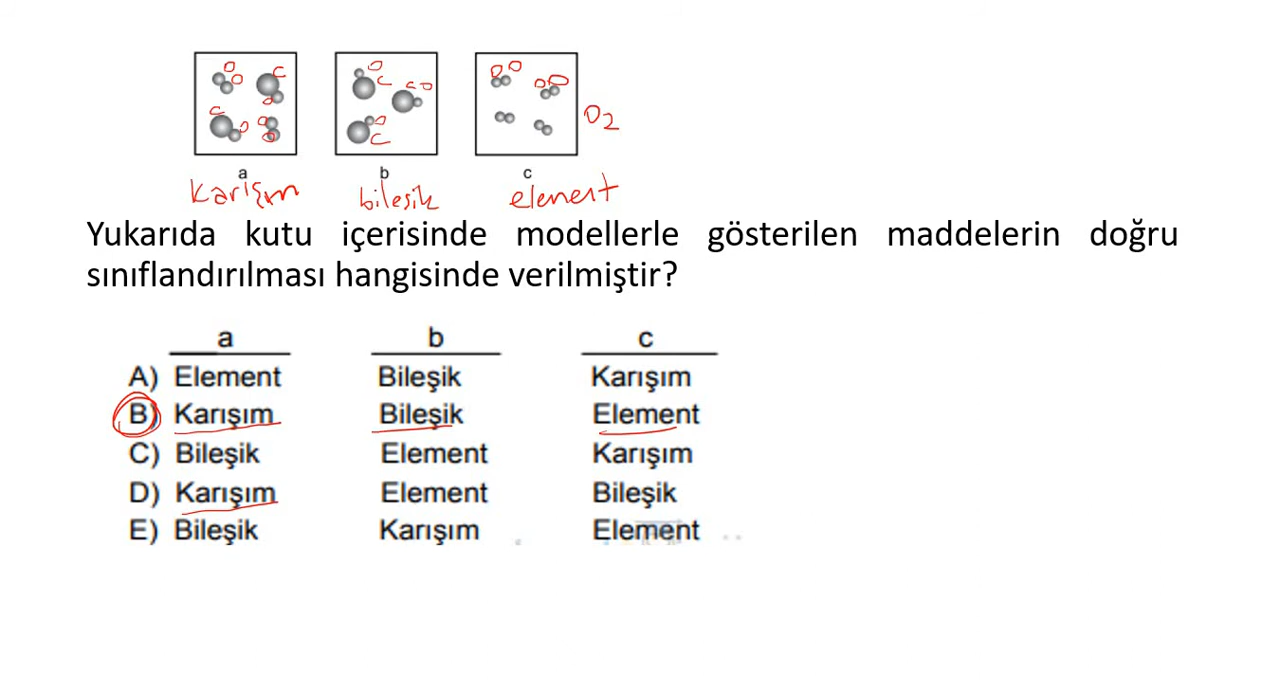 O C O C
O O
C O O O
O C
C O
O O
C
O O
O O
O2
a b c
Karışım bileşik element
Yukarıda kutu içerisinde modellerle gösterilen maddelerin doğru
sınıflandırılması hangisinde verilmiştir?
a b c
A) Element Bileşik Karışım
B) Karışım Bileşik Element
C) Bileşik Element Karışım
D) Karışım Element Bileşik
E) Bileşik Karışım Element